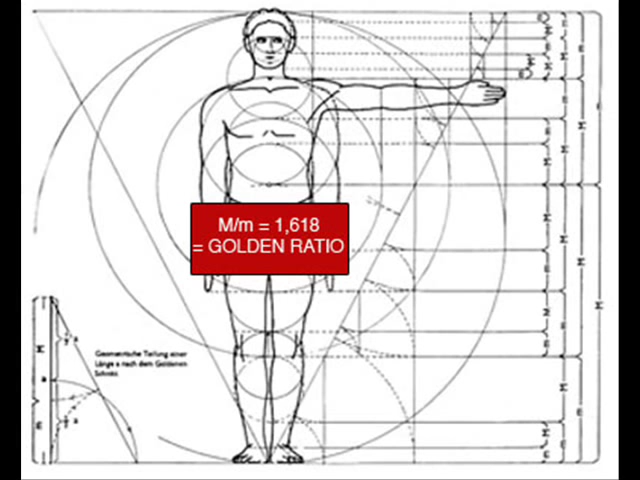 M/m = 1,618
= GOLDEN RATIO
Geometrische Teilung einer
Länge a nach dem Goldenen
Schnitt